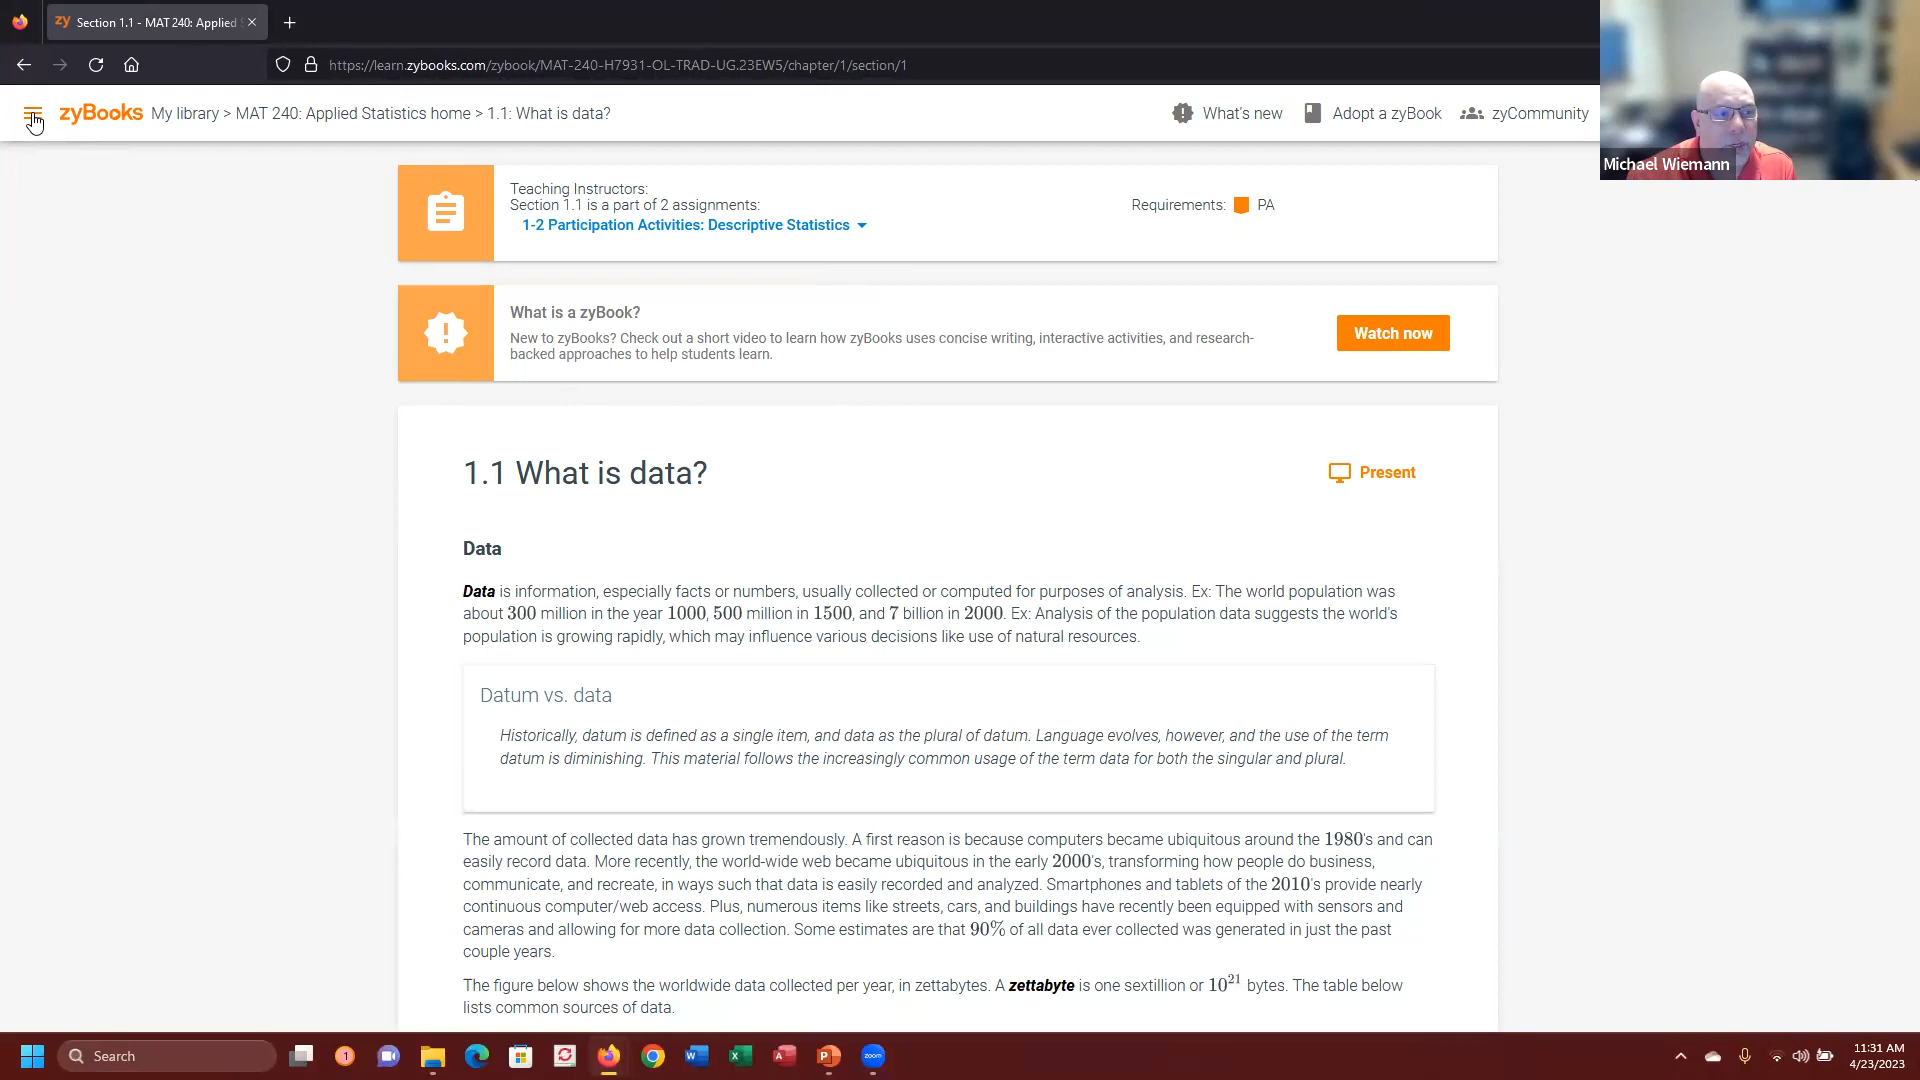 zy Section 1.1 - MAT 240: Applied S
https://learn.zybooks.com/zybook/MAT-240-H7931-OL-TRAD-UG.23EW5/chapter/1/section/1
zyBooks My library > MAT 240: Applied Statistics home > 1.1: What is data?
What's new
Adopt a zyBook
zyCommunity
Michael Wiemann
Teaching Instructors:
Section 1.1 is a part of 2 assignments:
1-2 Participation Activities: Descriptive Statistics
Requirements: PA
What is a zyBook?
New to zyBooks? Check out a short video to learn how zyBooks uses concise writing, interactive activities, and research-
backed approaches to help students learn.
Watch now
1.1 What is data?
Present
Data
Data is information, especially facts or numbers, usually collected or computed for purposes of analysis. Ex: The world population was
about 300 million in the year 1000, 500 million in 1500, and 7 billion in 2000. Ex: Analysis of the population data suggests the world's
population is growing rapidly, which may influence various decisions like use of natural resources.
Datum vs. data
Historically, datum is defined as a single item, and data as the plural of datum. Language evolves, however, and the use of the term
datum is diminishing. This material follows the increasingly common usage of the term data for both the singular and plural.
The amount of collected data has grown tremendously. A first reason is because computers became ubiquitous around the 1980's and can
easily record data. More recently, the world-wide web became ubiquitous in the early 2000's, transforming how people do business,
communicate, and recreate, in ways such that data is easily recorded and analyzed. Smartphones and tablets of the 2010's provide nearly
continuous computer/web access. Plus, numerous items like streets, cars, and buildings have recently been equipped with sensors and
cameras and allowing for more data collection. Some estimates are that 90% of all data ever collected was generated in just the past
couple years.
The figure below shows the worldwide data collected per year, in zettabytes. A zettabyte is one sextillion or 10²¹ bytes. The table below
lists common sources of data.
Search
1
zoom
11:31 AM
4/23/2023